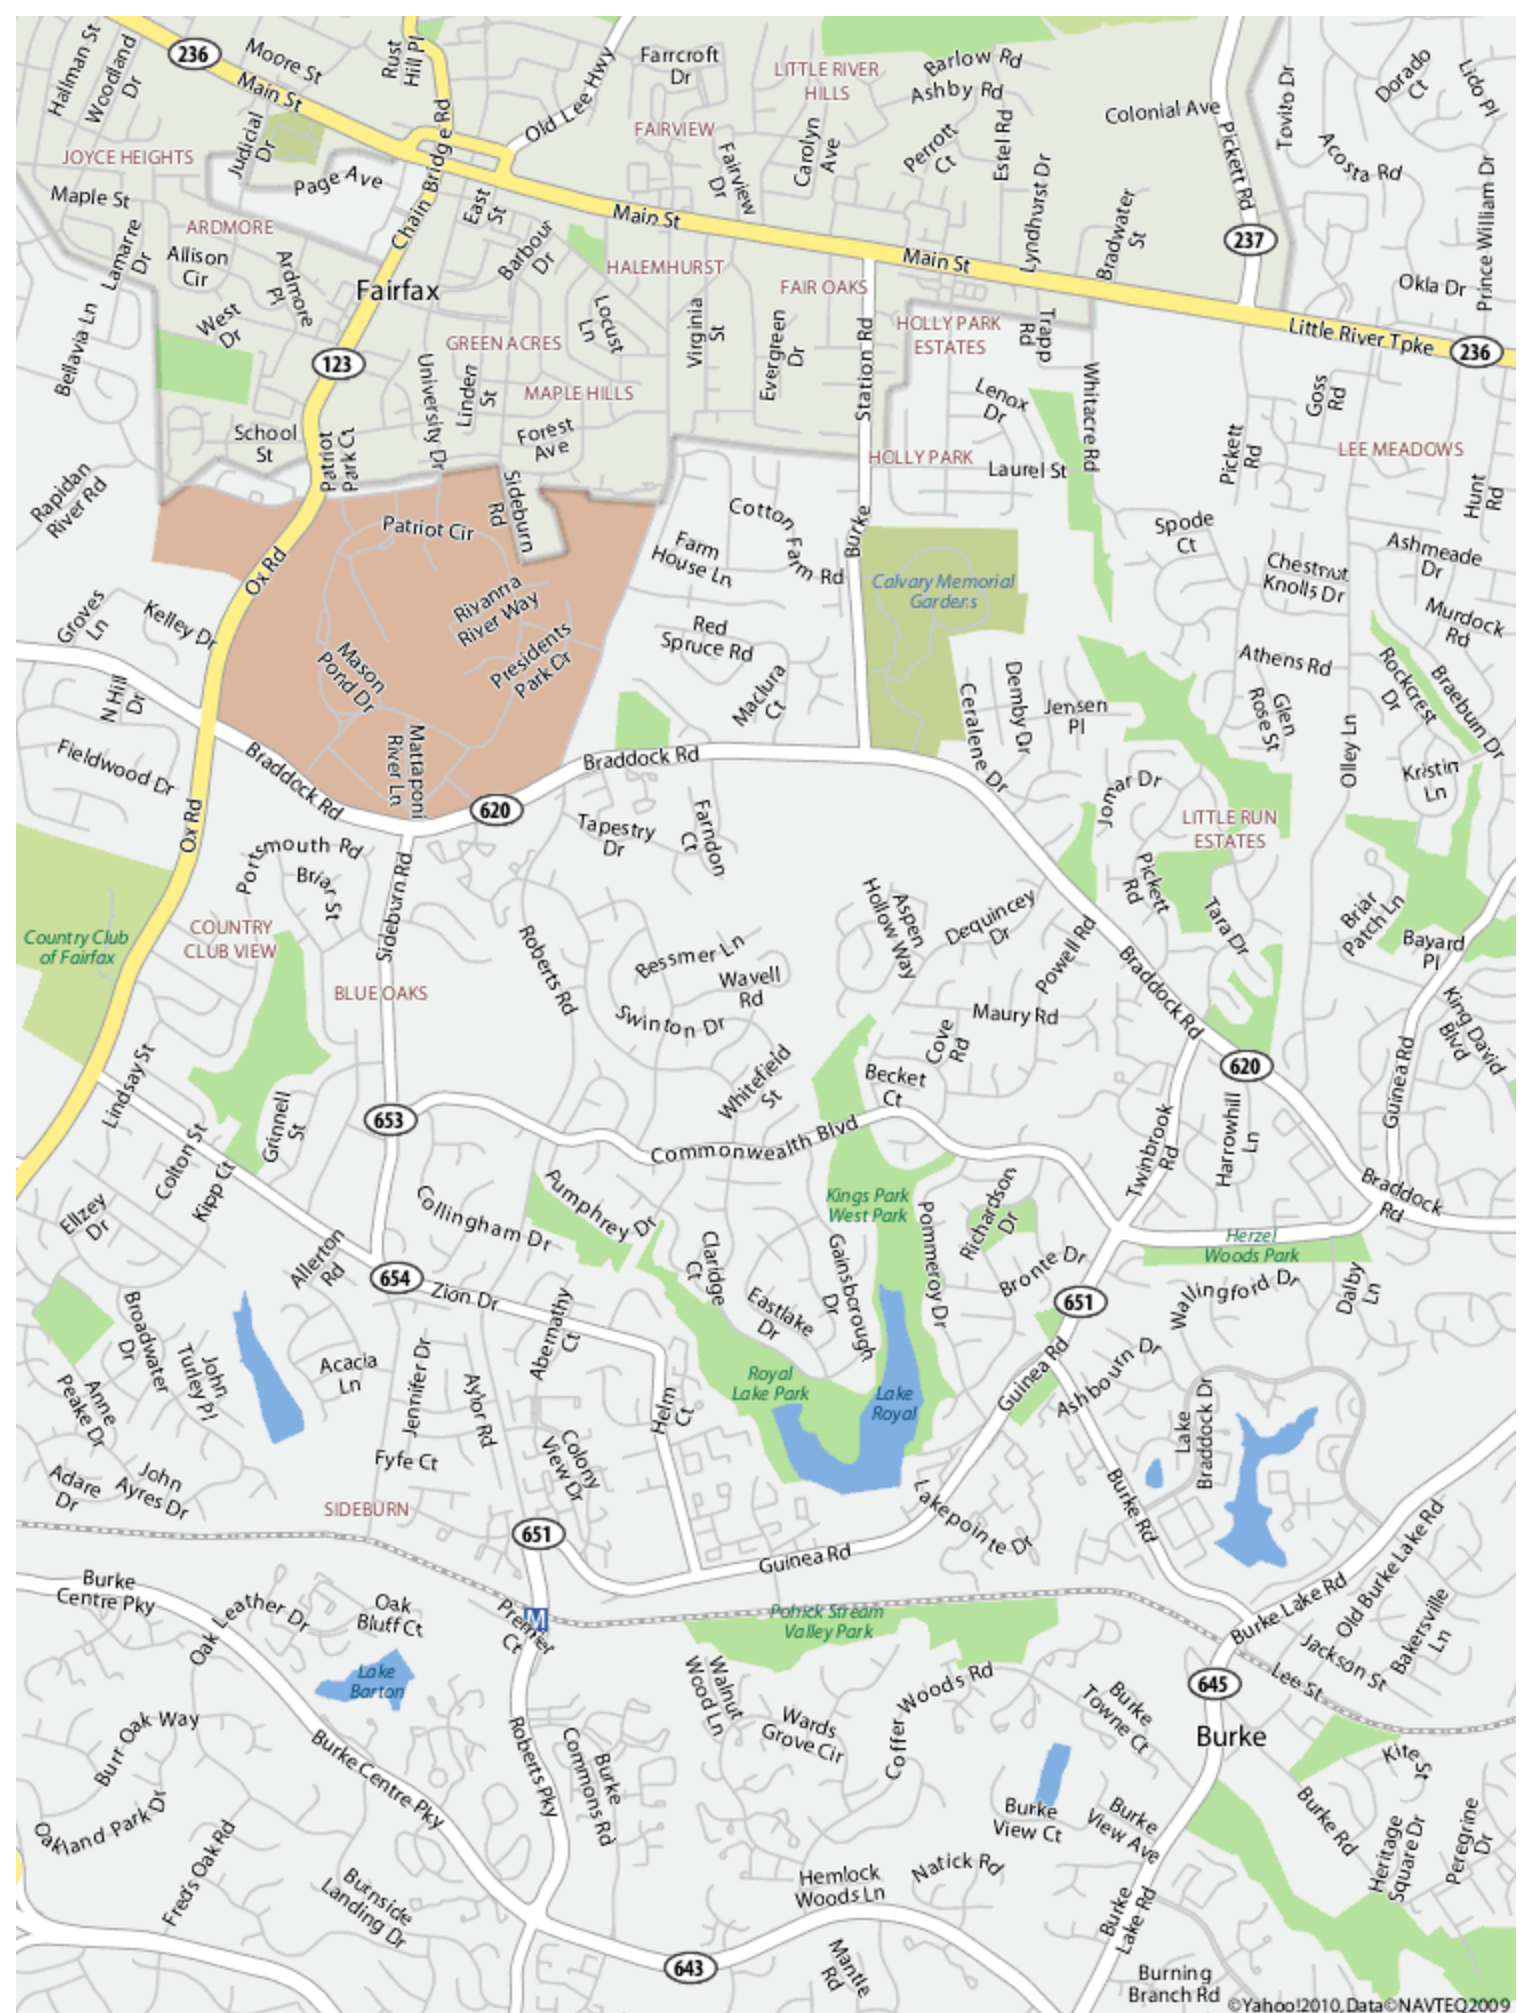 Hallman St
Woodland
Dr
236
Moore St
Main St
Rust
Hill Pl
Old Lee Hwy
Farrcroft
Dr
LITTLE RIVER
HILLS
Barlow Rd
Ashby Rd
Colonial Ave
Pickett Rd
Tovito Dr
Dorado
Ct
Lido Pl
JOYCE HEIGHTS
Judicial
Dr
Page Ave
Chain Bridge Rd
FAIRVIEW
Fairview
Dr
Carolyn
Ave
Perrott
Ct
Estel Rd
Acosta Rd
Maple St
ARDMORE
East
St
Main St
Lyndhurst Dr
Bradwater
St
237
Prince William Dr
Lamarre
Dr
Allison
Cir
Ardmore
Pl
Barbour
Dr
HALEMHURST
Main St
Okla Dr
Fairfax
FAIR OAKS
Bellavia Ln
West
Dr
Locust
Ln
Virginia
St
Evergreen
Dr
Station Rd
HOLLY PARK
ESTATES
Tradd
Rd
Little River Tpke
236
123
GREEN ACRES
University Dr
Linden
St
MAPLE HILLS
Lenox
Dr
Whitacre Rd
Goss
Rd
School
St
Patriot
Park Ct
Forest
Ave
HOLLY PARK
Laurel St
Pickett
Rd
LEE MEADOWS
Rapidan
River Rd
Sideburn
Rd
Hunt
Rd
Patriot Cir
Cotton Farm Rd
Farm
House Ln
Burke
Spode
Ct
Ashmeade
Dr
Ox Rd
Calvary Memorial
Gardens
Chestnut
Knolls Dr
Groves
Ln
Kelley Dr
Rivanna
River Way
Red
Spruce Rd
Murdock
Rd
Mason
Pond Dr
Presidents
Park Dr
Maclura
Ct
Athens Rd
Rockcrest
Dr
Braeburn Dr
N Hill
Dr
Ceralene Dr
Demby Dr
Jensen
Pl
Glen
Rose St
Olley Ln
Fieldwood Dr
Braddock Rd
Mattaponi
River Ln
Braddock Rd
Kristin
Ln
Ox Rd
620
Tapestry
Dr
Farndon
Ct
Jomar Dr
LITTLE RUN
ESTATES
Portsmouth Rd
Briar St
Sideburn Rd
Aspen
Hollow Way
Dequincey
Dr
Pickett
Rd
Tara Dr
Briar
Patch Ln
Country Club
of Fairfax
COUNTRY
CLUB VIEW
BLUE OAKS
Roberts Rd
Bessmer Ln
Wavell
Rd
Swinton Dr
Powell Rd
Braddock Rd
Bayard
Pl
Maury Rd
King David
Blvd
Lindsay St
Cove
Rd
620
Guinea Rd
653
Grinnell
St
Whitefield
St
Becket
Ct
Commonwealth Blvd
Twinbrook
Rd
Harrowhill
Ln
Colton St
Kipp Ct
Ellzey
Dr
Collingham Dr
Pumphrey Dr
Kings Park
West Park
Pommeroy Dr
Richardson
Dr
Braddock
Rd
Allerton
Rd
Claridge
Ct
Gainsborough
Dr
Bronte Dr
Herzel
Woods Park
654
Zion Dr
Eastlake
Dr
651
Wallingford Dr
Dalby
Ln
Broadwater
Dr
John
Turley Pl
Acacia
Ln
Jennifer Dr
Abernathy
Ct
Anne
Peake Dr
Aylor Rd
Helm
Ct
Royal
Lake Park
Lake
Royal
Guinea Rd
Ashbourn Dr
Lake
Braddock Dr
Adare
Dr
John
Ayres Dr
Fyfe Ct
Colony
View Dr
SIDEBURN
651
Lakepointe Dr
Burke Rd
Guinea Rd
Burke
Centre Pky
Oak Leather Dr
Oak
Bluff Ct
Premier
Ct
M
Pohick Stream
Valley Park
Burke Lake Rd
Old Burke Lake Rd
Bakersville
Ln
Jackson St
Lee St
Lake
Barton
Walnut
Wood Ln
Coffer Woods Rd
Burke
Towne Ct
645
Burke
Burr Oak Way
Burke Centre Pky
Roberts Pky
Burke
Commons Rd
Wards
Grove Cir
Kite
St
Oakland Park Dr
Burke
View Ct
Burke
View Ave
Burke Rd
Heritage
Square Dr
Peregrine
Dr
Freds Oak Rd
Burnside
Landing Dr
Hemlock
Woods Ln
Natick Rd
Burke
Lake Rd
643
Mantle
Rd
Burning
Branch Rd
©Yahoo!2010, Data©NAVTEQ2009